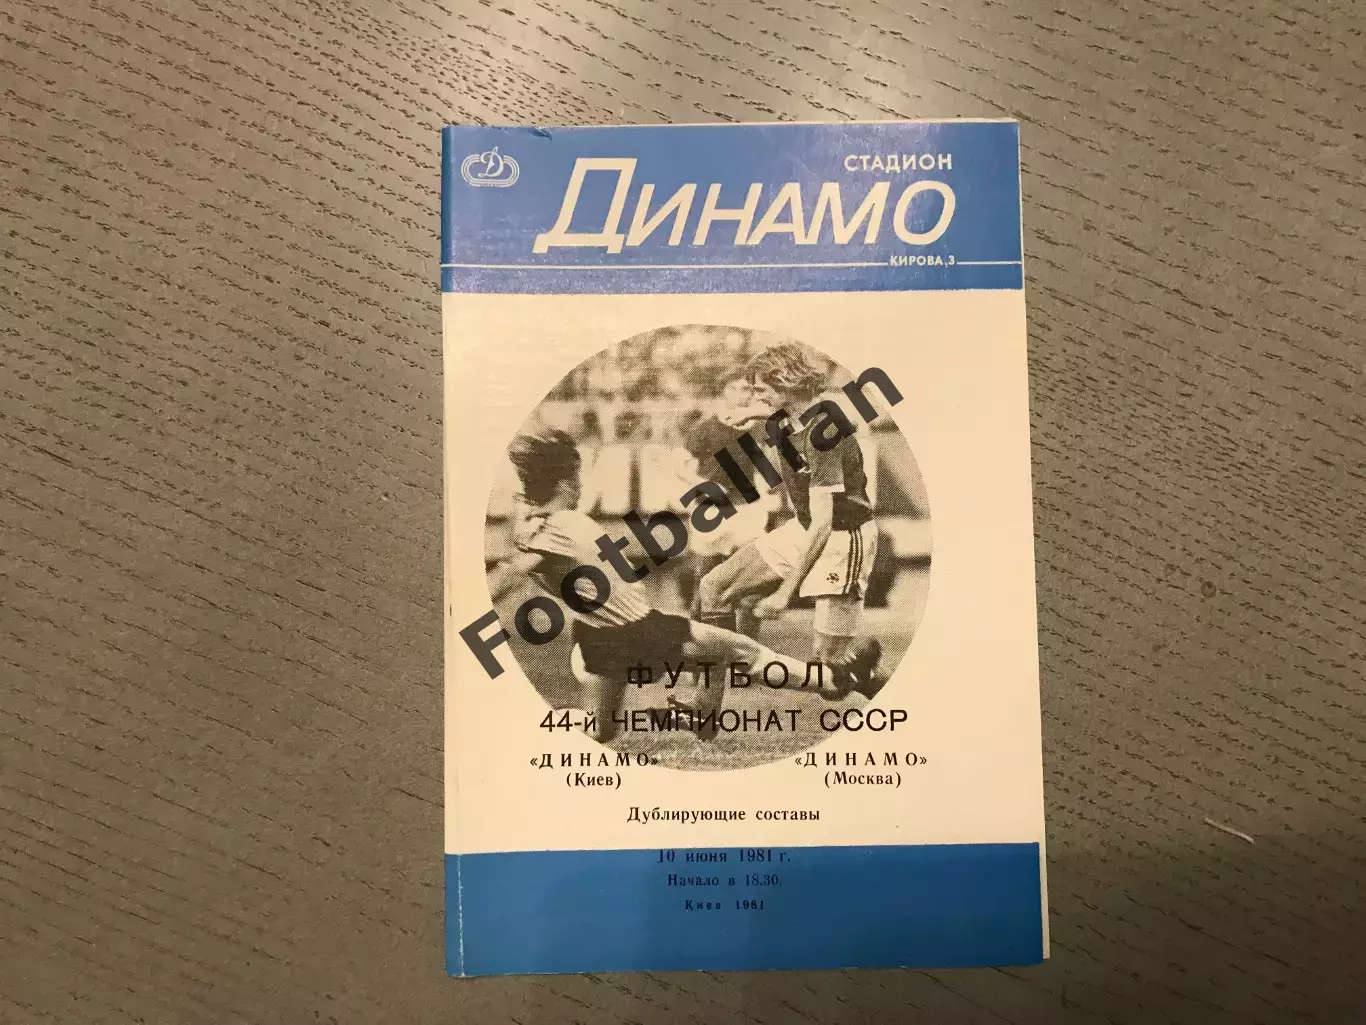 Д
СТАДИОН
ДИНАМО
КИРОВА,3
Footballfan
ФУТБОЛ
44-й ЧЕМПИОНАТ СССР
«ДИНАМО» «ДИНАМО»
(Киев) (Москва)
Дублирующие составы
10 июня 1981 г.
Начало в 18.30.
Киев 1981